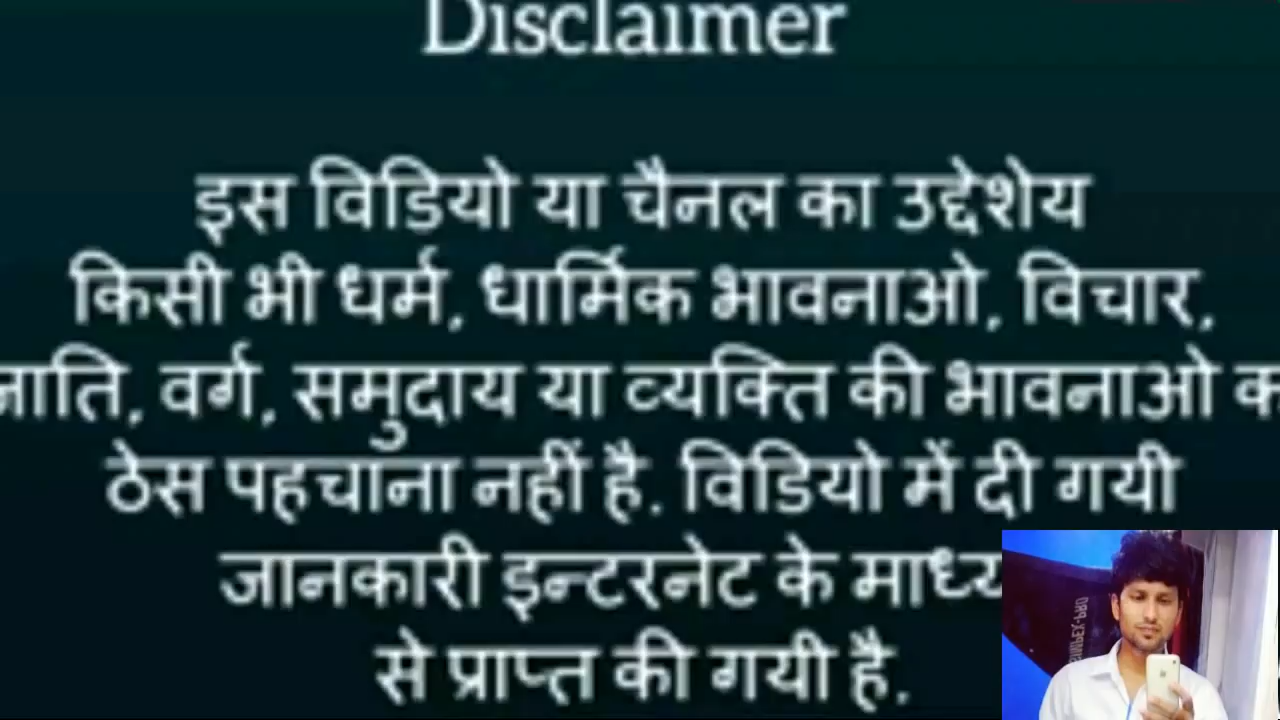 Disclaimer
इस विडियो या चैनल का उद्देशेय
किसी भी धर्म, धार्मिक भावनाओ, विचार,
वर्ग, समुदाय या व्यक्ति की भावनाओ
ठेस पहचाना नहीं है. विडियो में दी गयी
जानकारी इन्टरनेट के
से प्राप्त की गयी है.